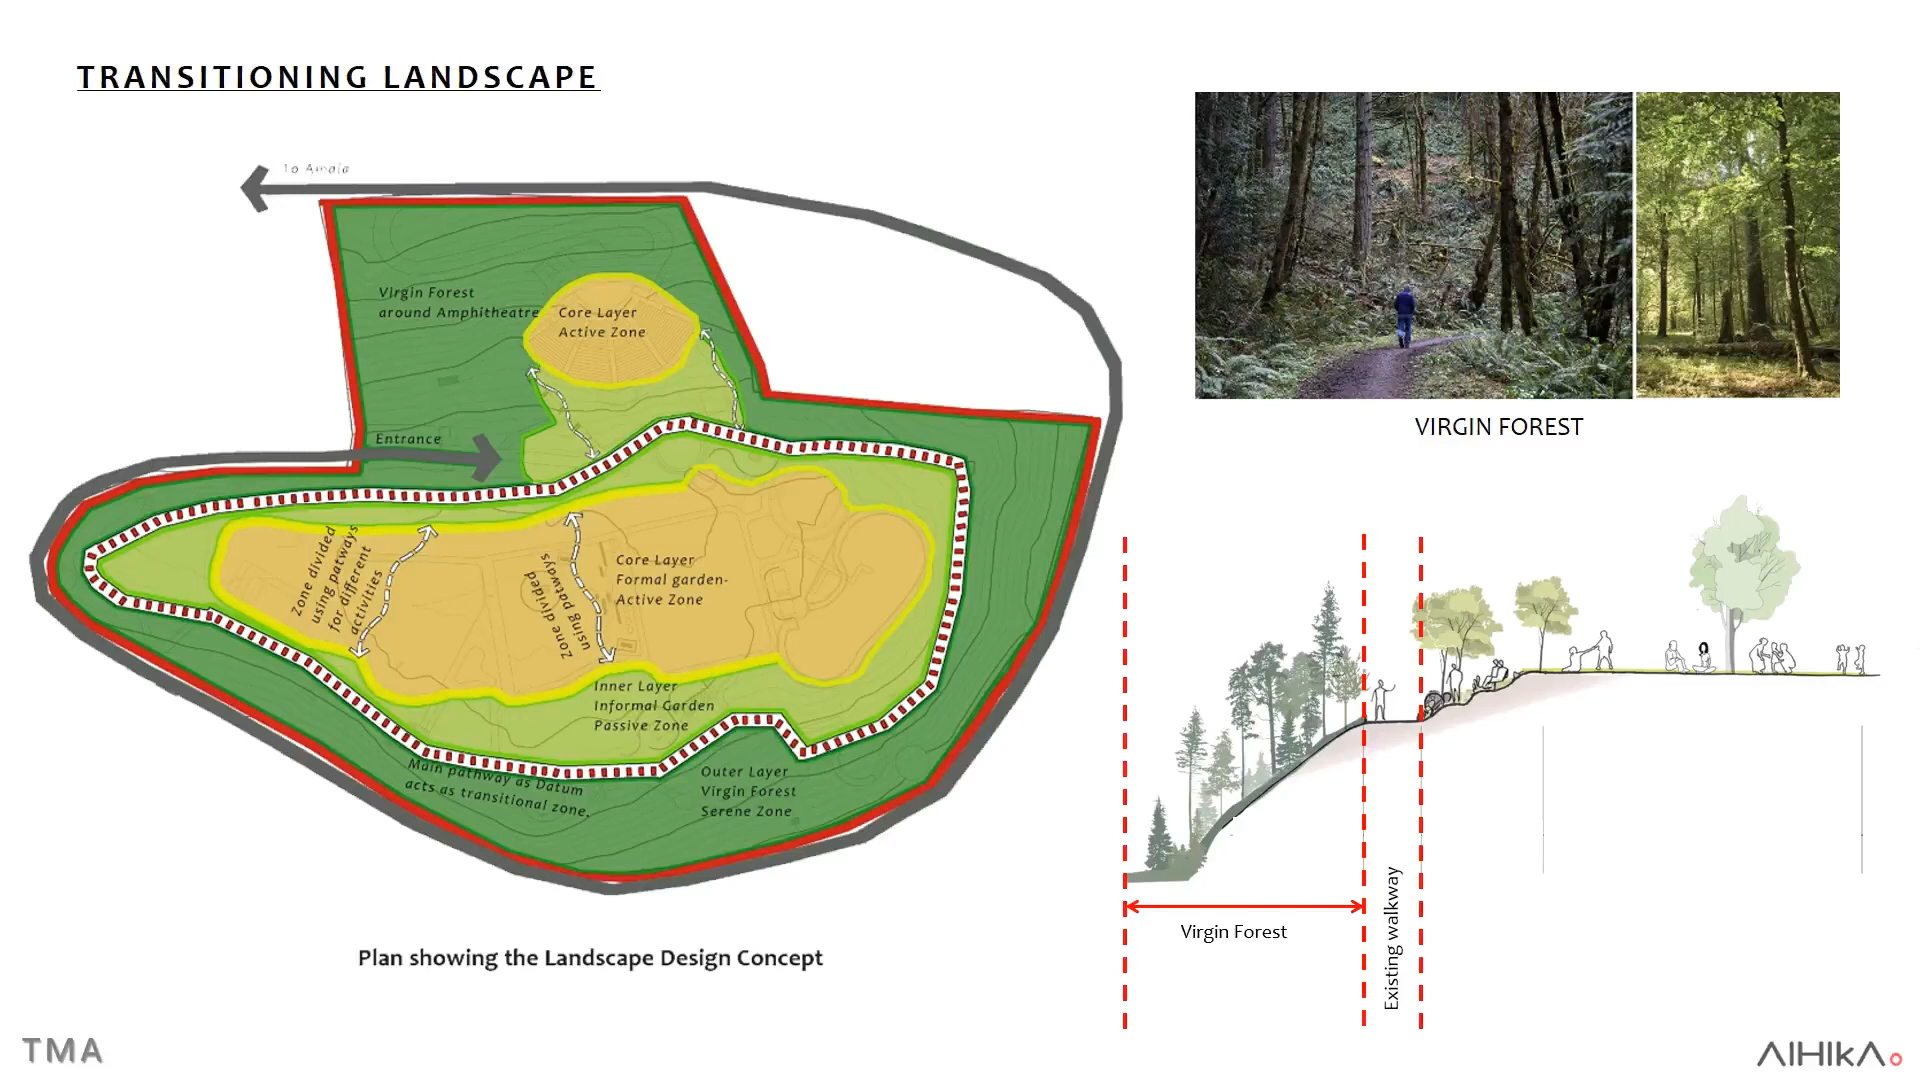 TRANSITIONING LANDSCAPE
To Amala
Virgin Forest
around Amphitheatre
Core Layer
Active Zone
Entrance
Zone divided
using patways
for different
activities
Zone divided
using patways
Core Layer
Formal garden-
Active Zone
Inner Layer
Informal Garden
Passive Zone
Main pathway as Datum
acts as transitional zone.
Outer Layer
Virgin Forest
Serene Zone
Plan showing the Landscape Design Concept
VIRGIN FOREST
Virgin Forest
Existing walkway
TMA
AIHIKA